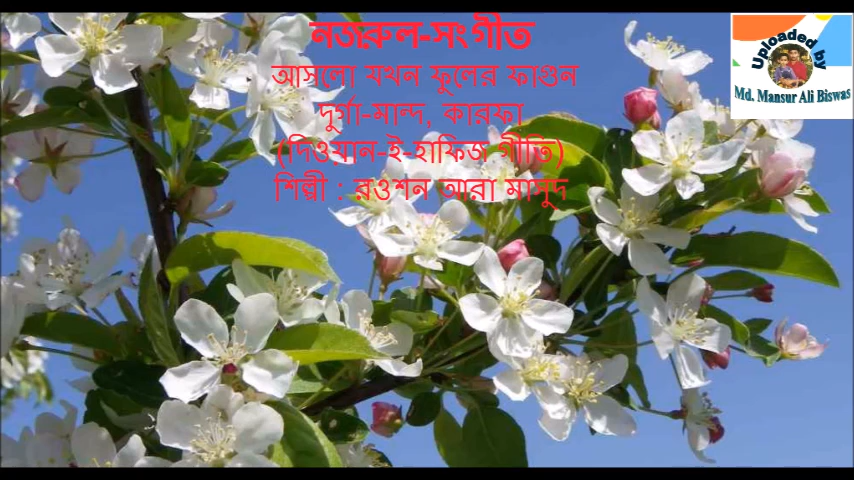 নজরুল-সংগীত
আসলো যখন ফুলের ফাগুন
দুর্গা-মান্দ, কারফা
(দিওয়ান-ই-হাফিজ গীতি)
শিল্পী : রওশন আরা মাসুদ
Uploaded by
Md. Mansur Ali Biswas